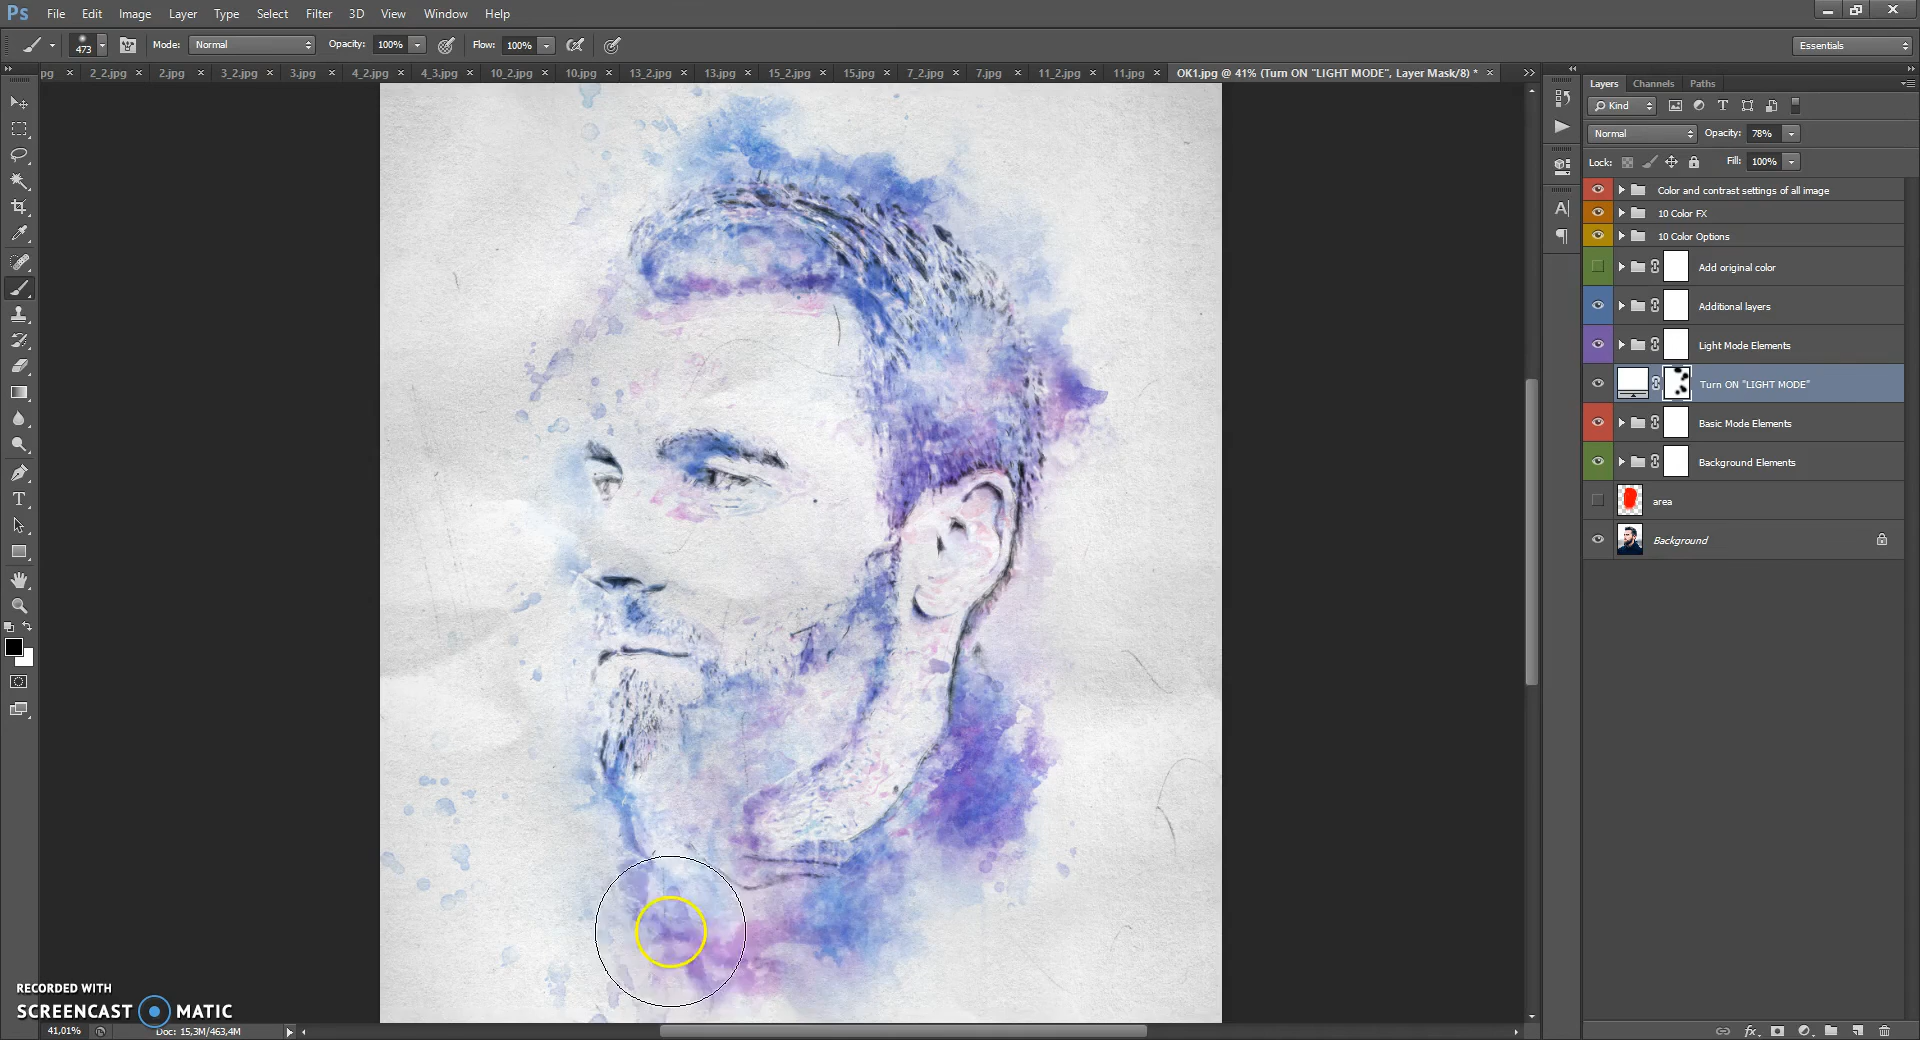 Ps File Edit Image Layer Type Select Filter 3D View Window Help
473 Mode: Normal Opacity: 100% Flow: 100% Essentials
pg × 2_2.jpg × 2.jpg × 3_2.jpg × 3.jpg × 4_2.jpg × 4_3.jpg × 10_2.jpg × 10.jpg × 13_2.jpg × 13.jpg × 15_2.jpg × 15.jpg × 7_2.jpg × 7.jpg × 11_2.jpg × 11.jpg × OK1.jpg @ 41% (Turn ON "LIGHT MODE", Layer Mask/8) * ×
Layers Channels Paths
Kind
Normal Opacity: 78%
Lock: Fill: 100%
Color and contrast settings of all image
10 Color FX
10 Color Options
Add original color
Additional layers
Light Mode Elements
Turn ON "LIGHT MODE"
Basic Mode Elements
Background Elements
area
Background
RECORDED WITH
SCREENCAST MATIC
41,01% Doc: 15,3M/463,4M